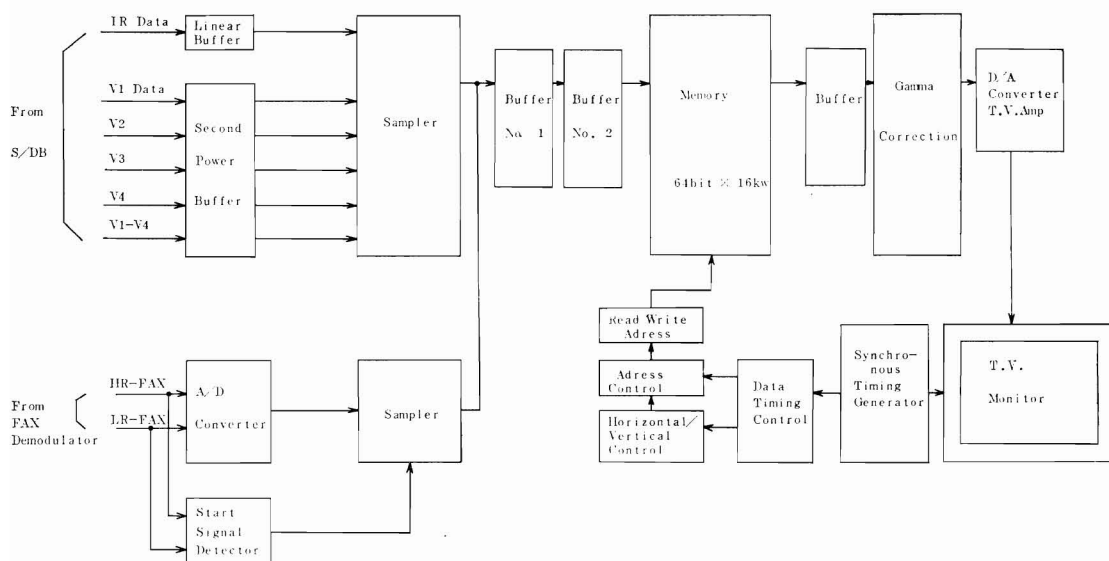 IR Data
Linear
Buffer
V1 Data
V2
V3
V4
V1-V4
From
S/DB
Second
Power
Buffer
Sampler
Buffer
No. 1
Buffer
No. 2
Memory
64bit × 16kw
Buffer
Gamma
Correction
D/A
Converter
T.V.Amp
Read Write
Adress
Adress
Control
Horizontal/
Vertical
Control
Data
Timing
Control
Synchro-
nous
Timing
Generator
T.V.
Monitor
HR-FAX
LR-FAX
From
FAX
Demodulator
A/D
Converter
Sampler
Start
Signal
Detector